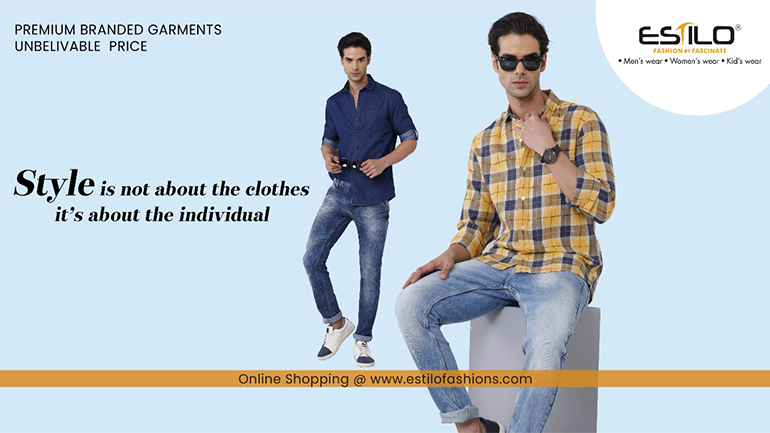 PREMIUM BRANDED GARMENTS
UNBELIVABLE PRICE
ESTILO®
FASHION खा FASCINATE
• Men's wear • Women's wear • Kid's wear
Style is not about the clothes
it's about the individual
Online Shopping @ www.estilofashions.com